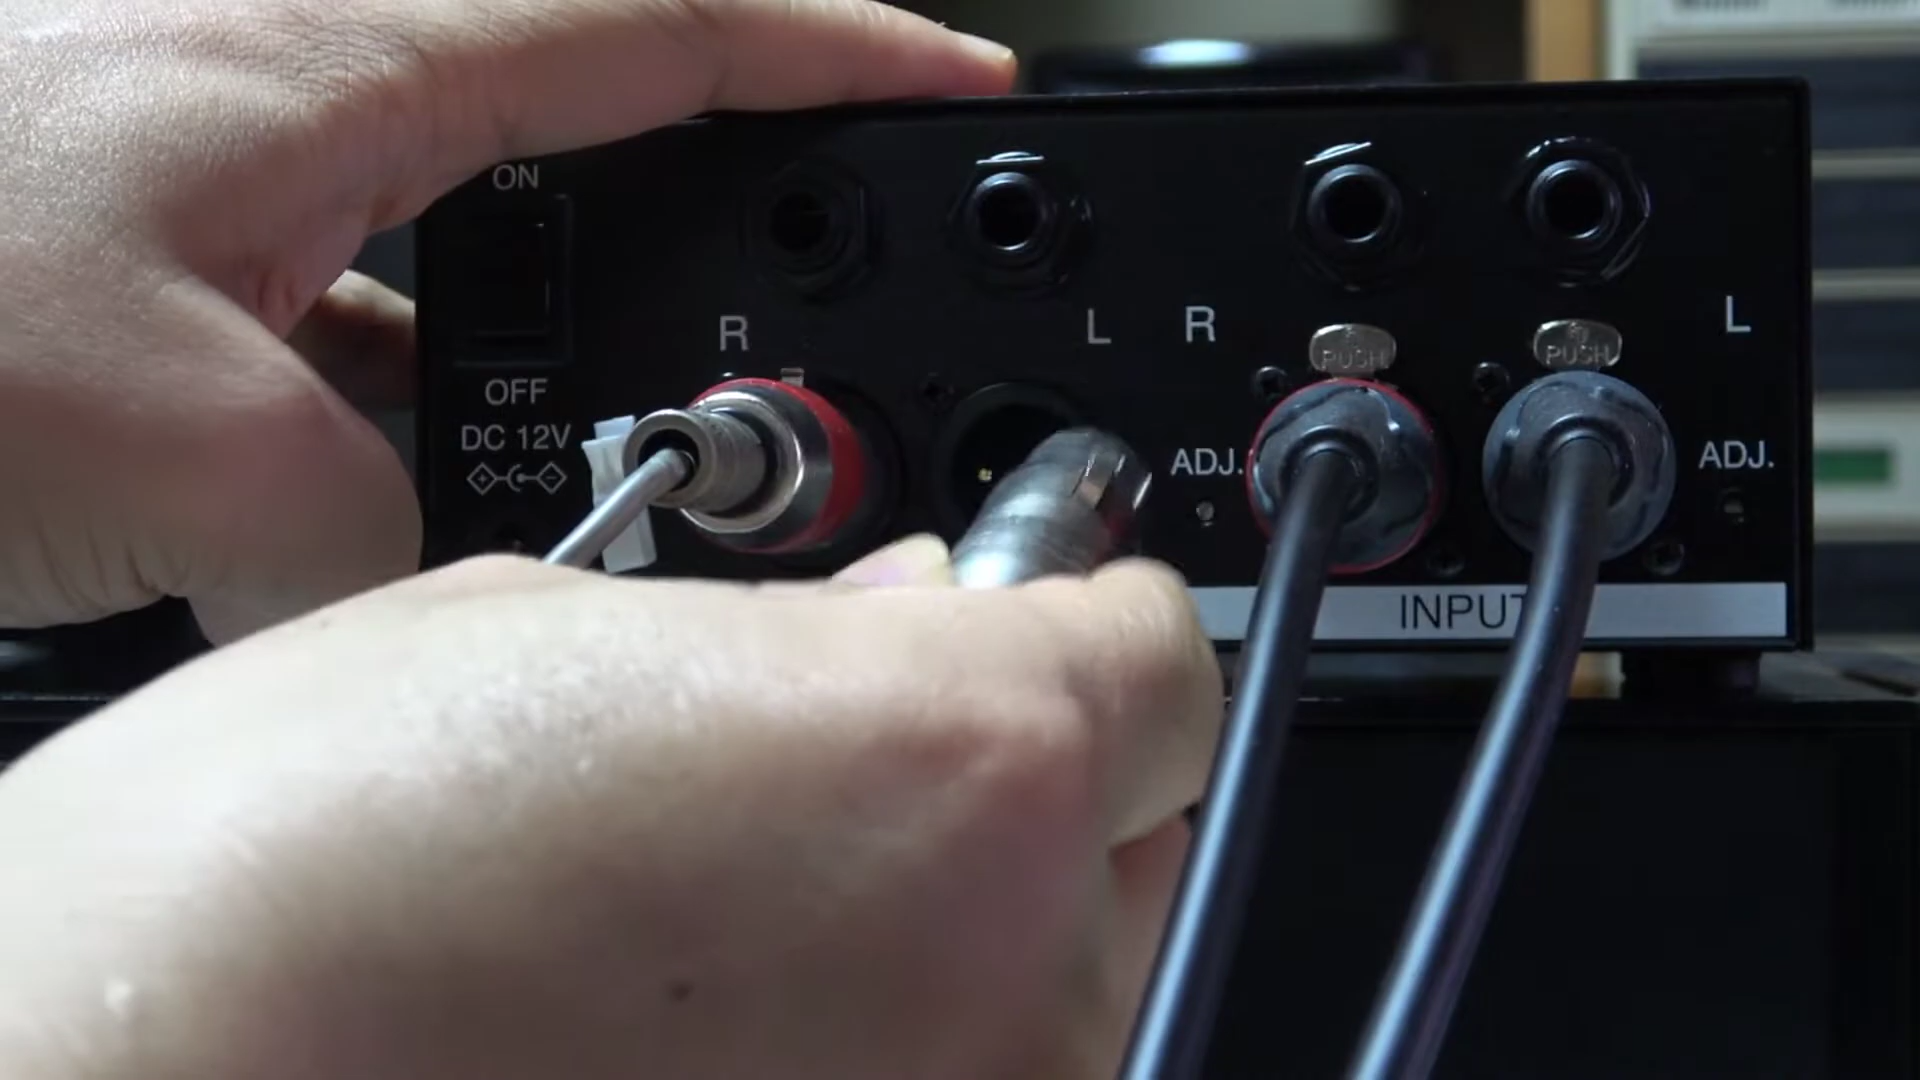 ON
OFF
DC 12V
R
L
R
L
PUSH
PUSH
ADJ.
ADJ.
INPUT